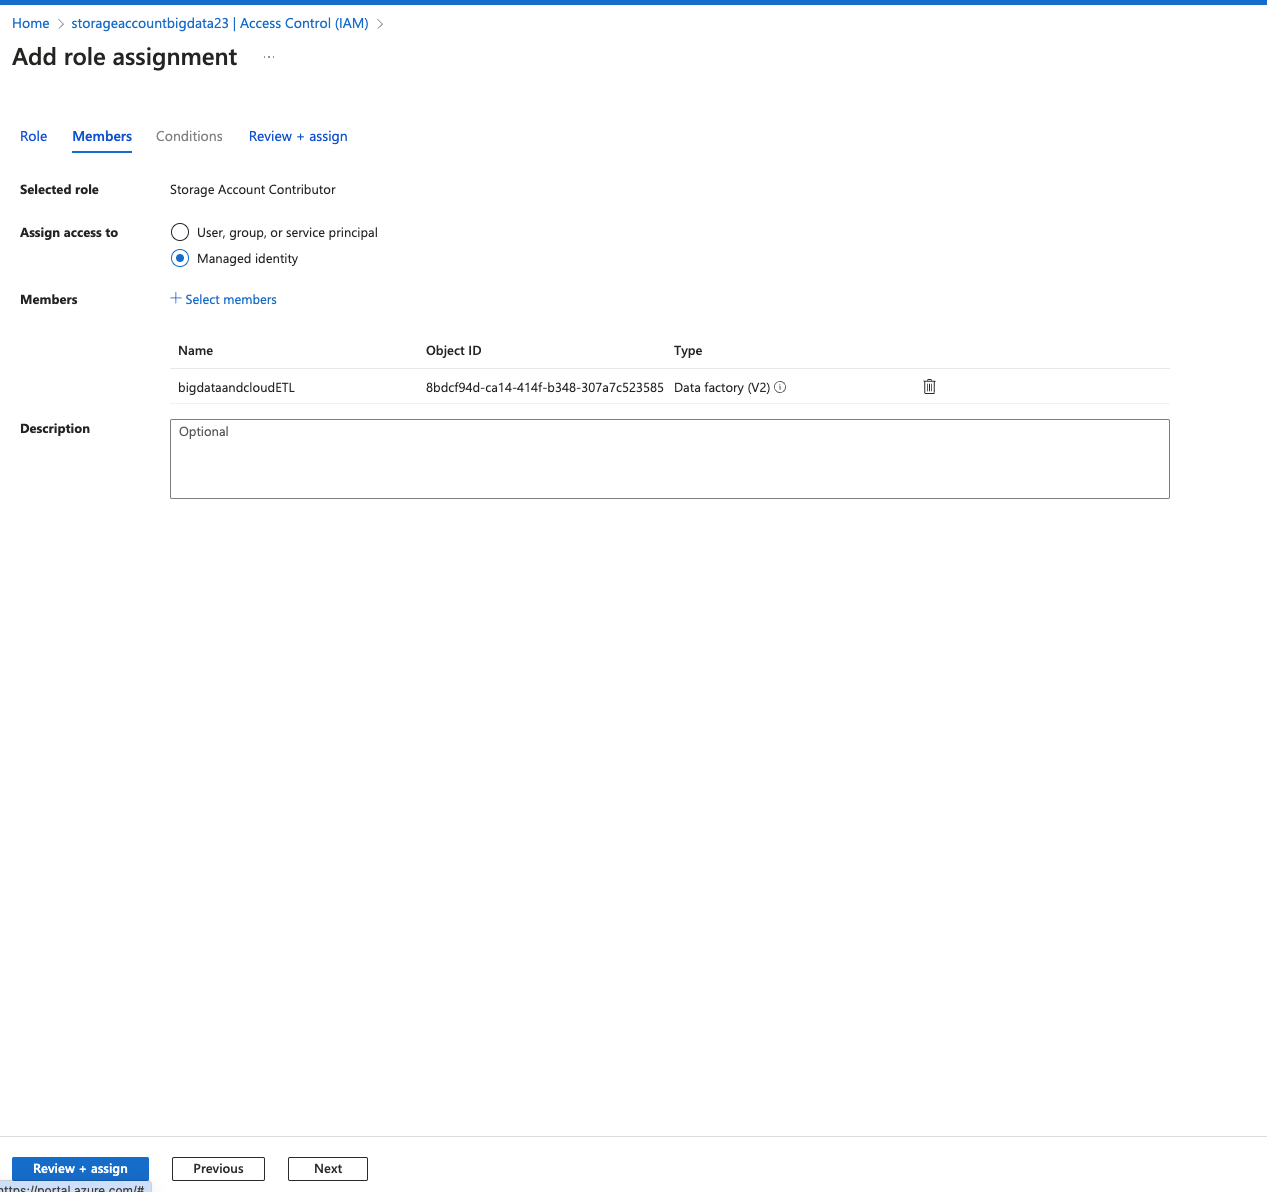 Home > storageaccountbigdata23 | Access Control (IAM) >
Add role assignment ...
Role Members Conditions Review + assign
Selected role Storage Account Contributor
Assign access to User, group, or service principal
Managed identity
Members + Select members
Name Object ID Type
bigdataandcloudETL 8bdcf94d-ca14-414f-b348-307a7c523585 Data factory (V2)
Description Optional
Review + assign Previous Next
https://portal.azure.com/#